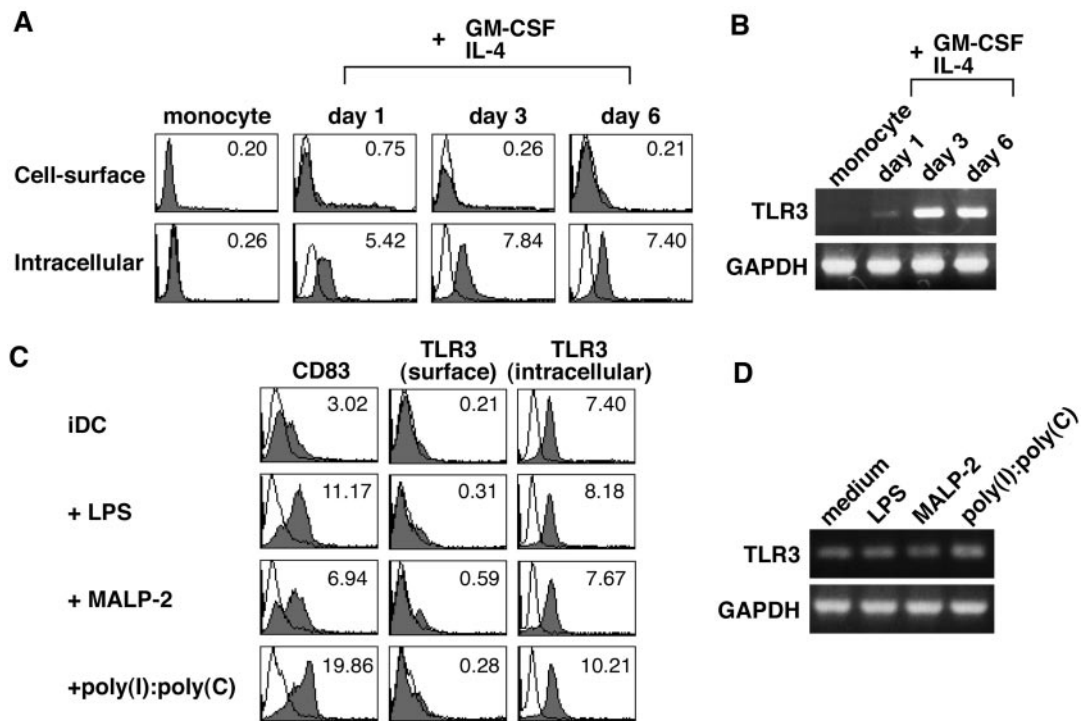 A
+ GM-CSF
IL-4
monocyte day 1 day 3 day 6
Cell-surface 0.20 0.75 0.26 0.21
Intracellular 0.26 5.42 7.84 7.40
B
+ GM-CSF
IL-4
monocyte day 1 day 3 day 6
TLR3
GAPDH
C
CD83 TLR3 (surface) TLR3 (intracellular)
iDC 3.02 0.21 7.40
+ LPS 11.17 0.31 8.18
+ MALP-2 6.94 0.59 7.67
+poly(I):poly(C) 19.86 0.28 10.21
D
medium LPS MALP-2 poly(I):poly(C)
TLR3
GAPDH